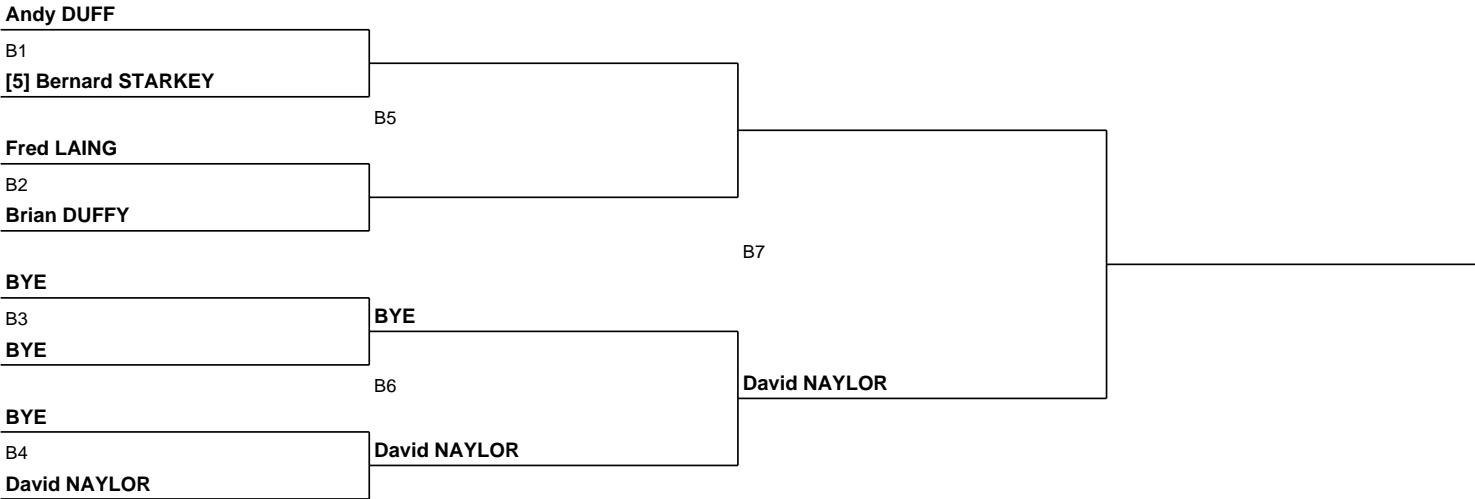 Andy DUFF
B1
[5] Bernard STARKEY
B5
Fred LAING
B2
Brian DUFFY
B7
BYE
B3
BYE
BYE
B6
David NAYLOR
BYE
B4
David NAYLOR
David NAYLOR